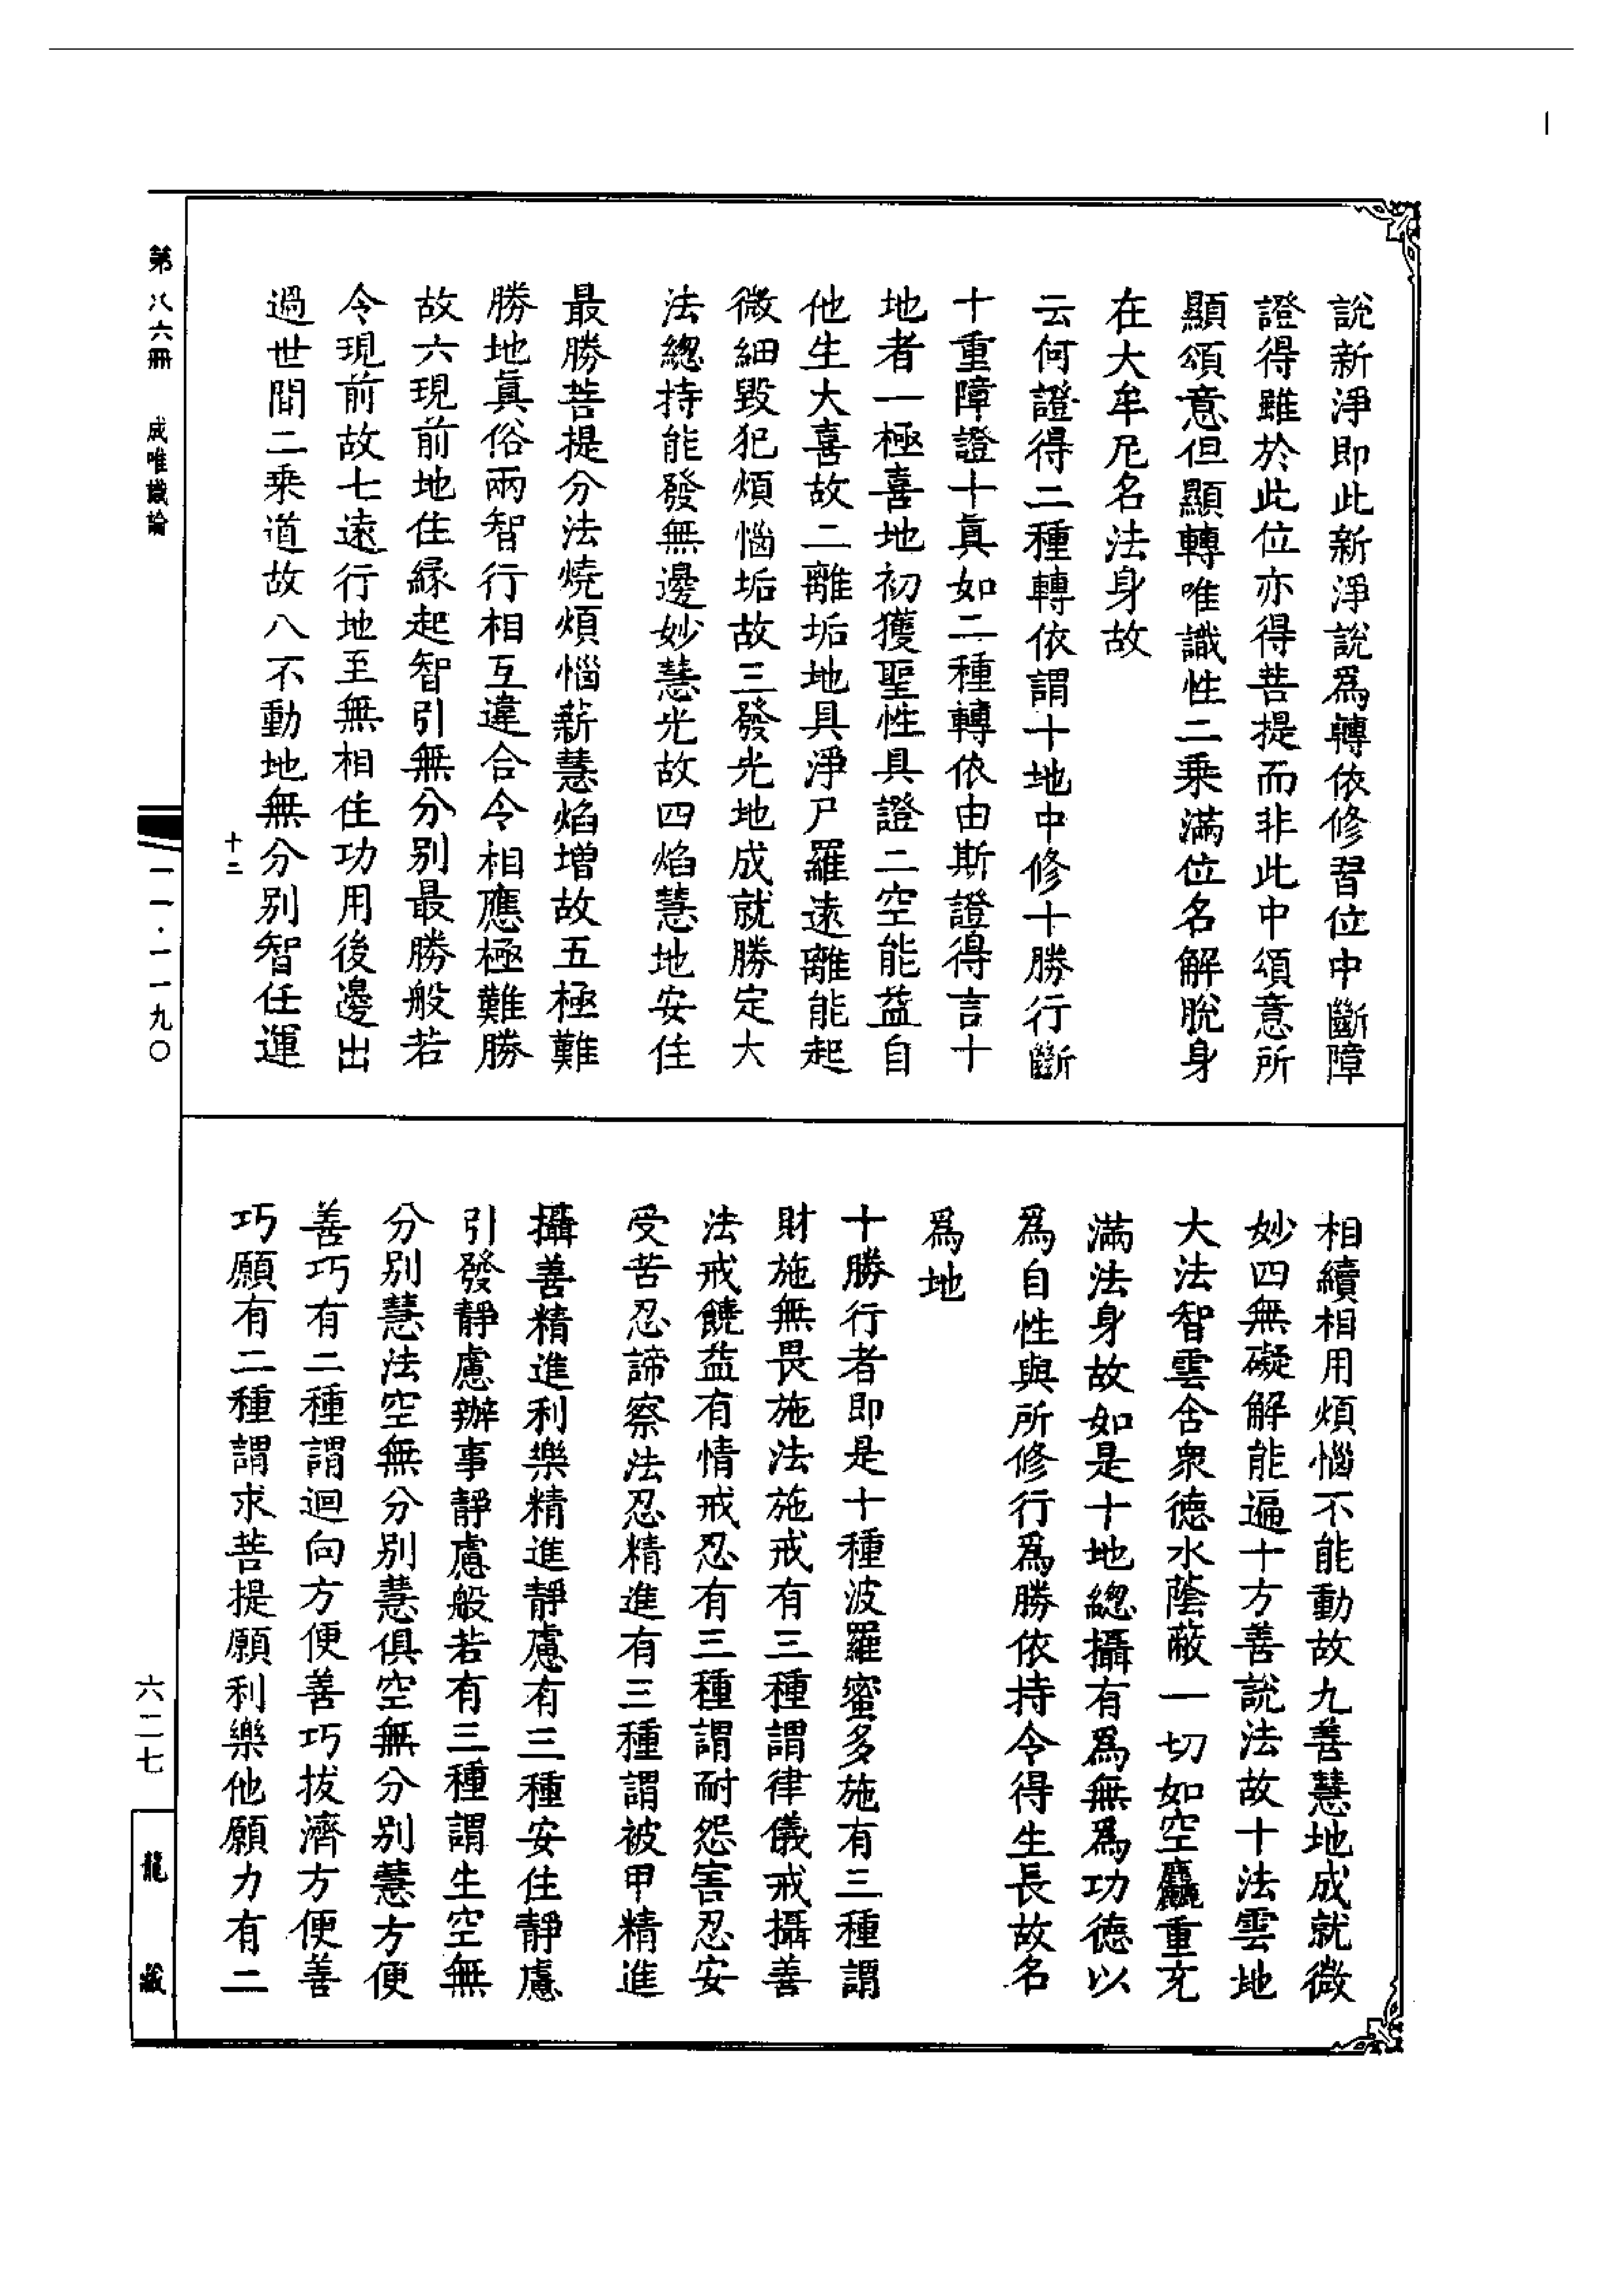 說新淨即此新淨說爲轉依修習位中斷障
證得雖於此位亦得菩提而非此中頌意所
顯頌意但顯轉唯識性二乘滿位名解脫身
在大牟尼名法身故
云何證得二種轉依謂十地中修十勝行斷
十重障證十眞如二種轉依由斯證得言十
地者一極喜地初獲聖性具證二空能益自
他生大喜故二離垢地具淨尸羅遠離能起
微細毀犯煩惱垢故三發光地成就勝定大
法總持能發無邊妙慧光故四焰慧地安住
最勝菩提分法燒煩惱薪慧焰增故五極難
勝地眞俗兩智行相互違合令相應極難勝
故六現前地住緣起智引無分別最勝般若
令現前故七遠行地至無相住功用後邊出
過世間二乘道故八不動地無分別智任運
十二
相續相用煩惱不能動故九善慧地成就微
妙四無礙解能遍十方善說法故十法雲地
大法智雲含衆德水蔭蔽一切如空麤重充
滿法身故如是十地總攝有爲無爲功德以
爲自性與所修行爲勝依持令得生長故名
爲地
十勝行者即是十種波羅蜜多施有三種謂
財施無畏施法施戒有三種謂律儀戒攝善
法戒饒益有情戒忍有三種謂耐怨害忍安
受苦忍諦察法忍精進有三種謂被甲精進
攝善精進利樂精進靜慮有三種安住靜慮
引發靜慮辦事靜慮般若有三種謂生空無
分別慧法空無分別慧俱空無分別慧方便
善巧有二種謂迴向方便善巧拔濟方便善
巧願有二種謂求菩提願利樂他願力有二
第八六冊 成唯識論
一一·一一九〇
六二七
龍藏